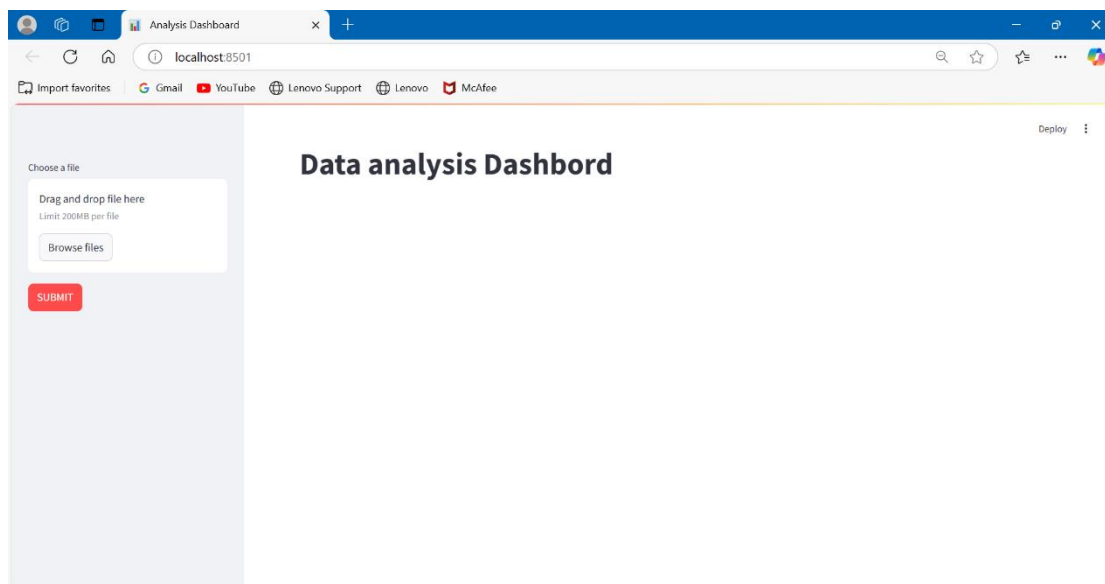 Analysis Dashboard
localhost:8501
Import favorites
Gmail
YouTube
Lenovo Support
Lenovo
McAfee
Deploy
Choose a file
Drag and drop file here
Limit 200MB per file
Browse files
SUBMIT
Data analysis Dashbord